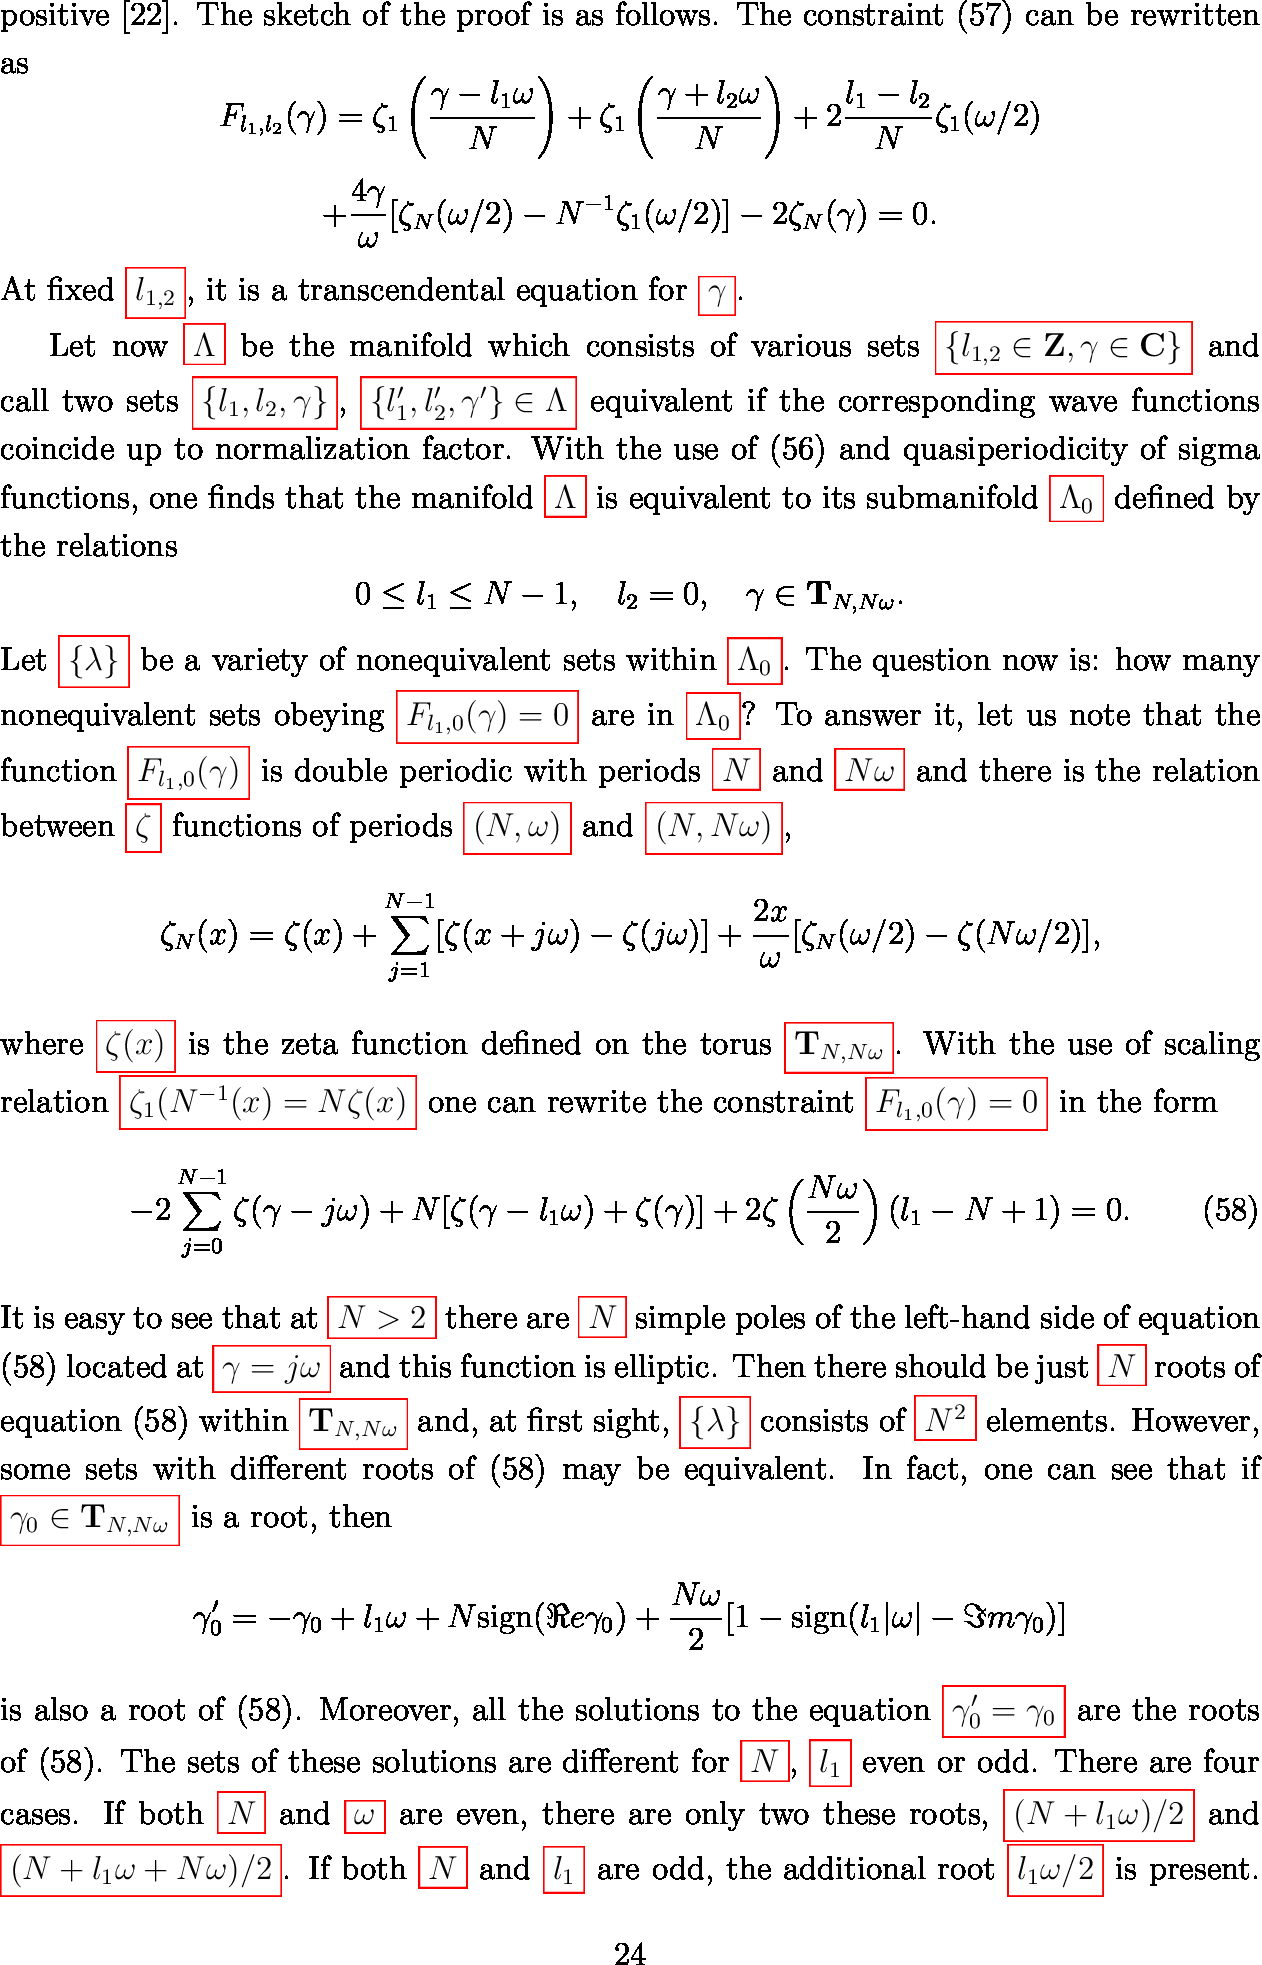 positive [22]. The sketch of the proof is as follows. The constraint (57) can be rewritten
as
$$F_{l_1,l_2}(\gamma) = \zeta_1\left(\frac{\gamma - l_1\omega}{N}\right) + \zeta_1\left(\frac{\gamma + l_2\omega}{N}\right) + 2\frac{l_1 - l_2}{N}\zeta_1(\omega/2)$$
$$+\frac{4\gamma}{\omega}[\zeta_N(\omega/2) - N^{-1}\zeta_1(\omega/2)] - 2\zeta_N(\gamma) = 0.$$
At fixed $l_{1,2}$, it is a transcendental equation for $\gamma$.
Let now $\Lambda$ be the manifold which consists of various sets $\{l_{1,2} \in \mathbf{Z}, \gamma \in \mathbf{C}\}$ and
call two sets $\{l_1, l_2, \gamma\}$, $\{l_1', l_2', \gamma'\} \in \Lambda$ equivalent if the corresponding wave functions
coincide up to normalization factor. With the use of (56) and quasiperiodicity of sigma
functions, one finds that the manifold $\Lambda$ is equivalent to its submanifold $\Lambda_0$ defined by
the relations
$$0 \leq l_1 \leq N - 1, \quad l_2 = 0, \quad \gamma \in \mathbf{T}_{N,N\omega}.$$
Let $\{\lambda\}$ be a variety of nonequivalent sets within $\Lambda_0$. The question now is: how many
nonequivalent sets obeying $F_{l_1,0}(\gamma) = 0$ are in $\Lambda_0$? To answer it, let us note that the
function $F_{l_1,0}(\gamma)$ is double periodic with periods $N$ and $N\omega$ and there is the relation
between $\zeta$ functions of periods $(N, \omega)$ and $(N, N\omega)$,
$$\zeta_N(x) = \zeta(x) + \sum_{j=1}^{N-1}[\zeta(x + j\omega) - \zeta(j\omega)] + \frac{2x}{\omega}[\zeta_N(\omega/2) - \zeta(N\omega/2)],$$
where $\zeta(x)$ is the zeta function defined on the torus $\mathbf{T}_{N,N\omega}$. With the use of scaling
relation $\zeta_1(N^{-1}(x) = N\zeta(x)$ one can rewrite the constraint $F_{l_1,0}(\gamma) = 0$ in the form
$$-2\sum_{j=0}^{N-1}\zeta(\gamma - j\omega) + N[\zeta(\gamma - l_1\omega) + \zeta(\gamma)] + 2\zeta\left(\frac{N\omega}{2}\right)(l_1 - N + 1) = 0. \quad (58)$$
It is easy to see that at $N > 2$ there are $N$ simple poles of the left-hand side of equation
(58) located at $\gamma = j\omega$ and this function is elliptic. Then there should be just $N$ roots of
equation (58) within $\mathbf{T}_{N,N\omega}$ and, at first sight, $\{\lambda\}$ consists of $N^2$ elements. However,
some sets with different roots of (58) may be equivalent. In fact, one can see that if
$\gamma_0 \in \mathbf{T}_{N,N\omega}$ is a root, then
$$\gamma_0' = -\gamma_0 + l_1\omega + N\text{sign}(\Re e\gamma_0) + \frac{N\omega}{2}[1 - \text{sign}(l_1|\omega| - \Im m\gamma_0)]$$
is also a root of (58). Moreover, all the solutions to the equation $\gamma_0' = \gamma_0$ are the roots
of (58). The sets of these solutions are different for $N$, $l_1$ even or odd. There are four
cases. If both $N$ and $\omega$ are even, there are only two these roots, $(N + l_1\omega)/2$ and
$(N + l_1\omega + N\omega)/2$. If both $N$ and $l_1$ are odd, the additional root $l_1\omega/2$ is present.
24